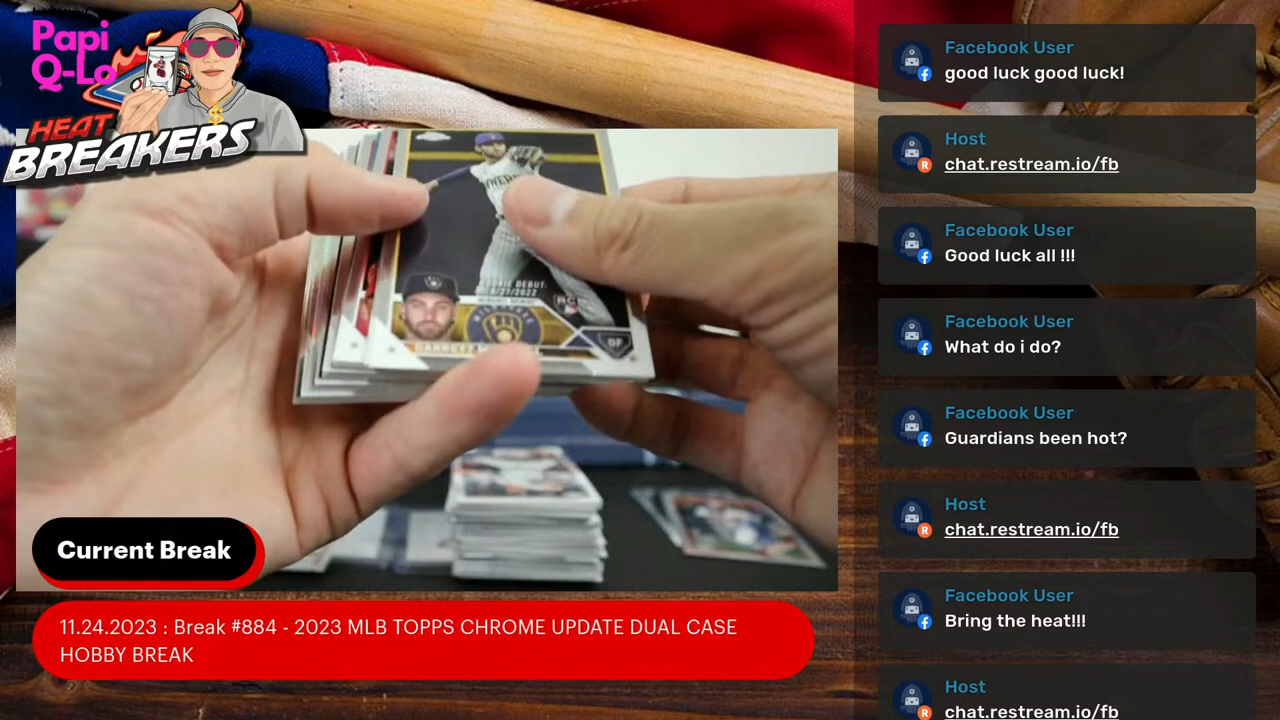 Papi
Q-Lo
HEAT
BREAKERS
RC
OF
Current Break
11.24.2023 : Break #884 - 2023 MLB TOPPS CHROME UPDATE DUAL CASE
HOBBY BREAK
Facebook User
good luck good luck!
Host
chat.restream.io/fb
Facebook User
Good luck all !!!
Facebook User
What do i do?
Facebook User
Guardians been hot?
Host
chat.restream.io/fb
Facebook User
Bring the heat!!!
Host
chat.restream.io/fb